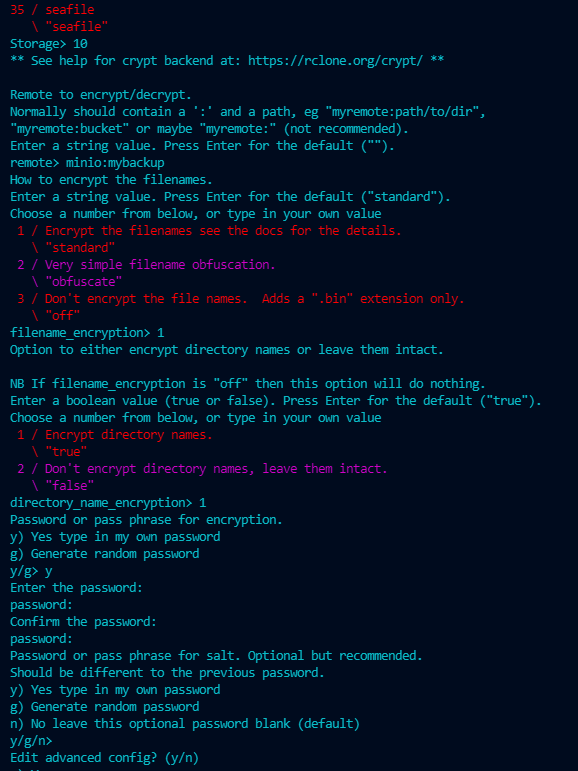 35 / seafile
\ "seafile"
Storage> 10
** See help for crypt backend at: https://rclone.org/crypt/ **
Remote to encrypt/decrypt.
Normally should contain a ':' and a path, eg "myremote:path/to/dir",
"myremote:bucket" or maybe "myremote:" (not recommended).
Enter a string value. Press Enter for the default ("").
remote> minio:mybackup
How to encrypt the filenames.
Enter a string value. Press Enter for the default ("standard").
Choose a number from below, or type in your own value
1 / Encrypt the filenames see the docs for the details.
\ "standard"
2 / Very simple filename obfuscation.
\ "obfuscate"
3 / Don't encrypt the file names.  Adds a ".bin" extension only.
\ "off"
filename_encryption> 1
Option to either encrypt directory names or leave them intact.
NB If filename_encryption is "off" then this option will do nothing.
Enter a boolean value (true or false). Press Enter for the default ("true").
Choose a number from below, or type in your own value
1 / Encrypt directory names.
\ "true"
2 / Don't encrypt directory names, leave them intact.
\ "false"
directory_name_encryption> 1
Password or pass phrase for encryption.
y) Yes type in my own password
g) Generate random password
y/g> y
Enter the password:
password:
Confirm the password:
password:
Password or pass phrase for salt. Optional but recommended.
Should be different to the previous password.
y) Yes type in my own password
g) Generate random password
n) No leave this optional password blank (default)
y/g/n>
Edit advanced config? (y/n)